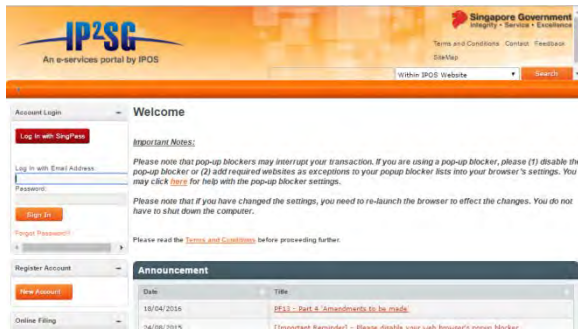 Singapore Government
Integrity · Service · Excellence
IP²SG
An e-services portal by IPOS
Terms and Conditions Contact Feedback
SiteMap
Within IPOS Website
Search
Account Login
Log In with SingPass
Log In with Email Address
Password:
Sign In
Forgot Password?
Register Account
New Account
Online Filing
Welcome
Important Notes:
Please note that pop-up blockers may interrupt your transaction. If you are using a pop-up blocker, please (1) disable the
pop-up blocker or (2) add required websites as exceptions to your popup blocker lists into your browser's settings. You
may click here for help with the pop-up blocker settings.
Please note that if you have changed the settings, you need to re-launch the browser to effect the changes. You do not
have to shut down the computer.
Please read the Terms and Conditions before proceeding further.
Announcement
Date Title
18/04/2016 PF13 - Part 4 'Amendments to be made'
24/08/2015 [Important Reminder] - Please disable your web browser's popup blocker